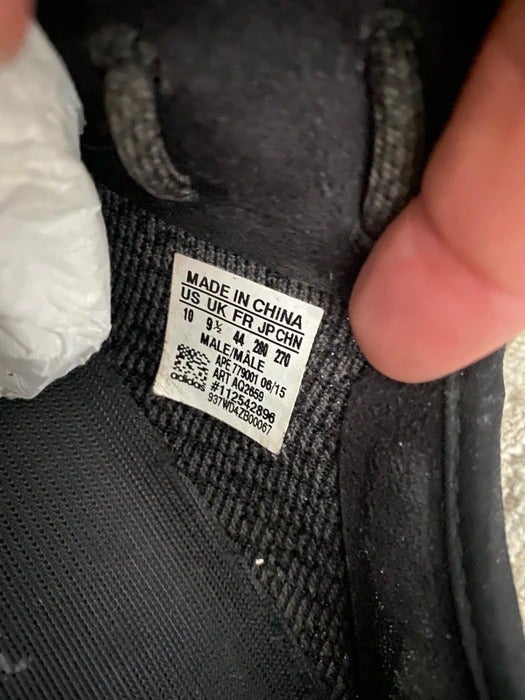 MADE IN CHINA
US UK FR JP CHN
10 9½ 44 280 270
MALE/MÂLE
APE 779001 06/15
ART AQ2659
#112542896
adidas 937WD4ZB00067